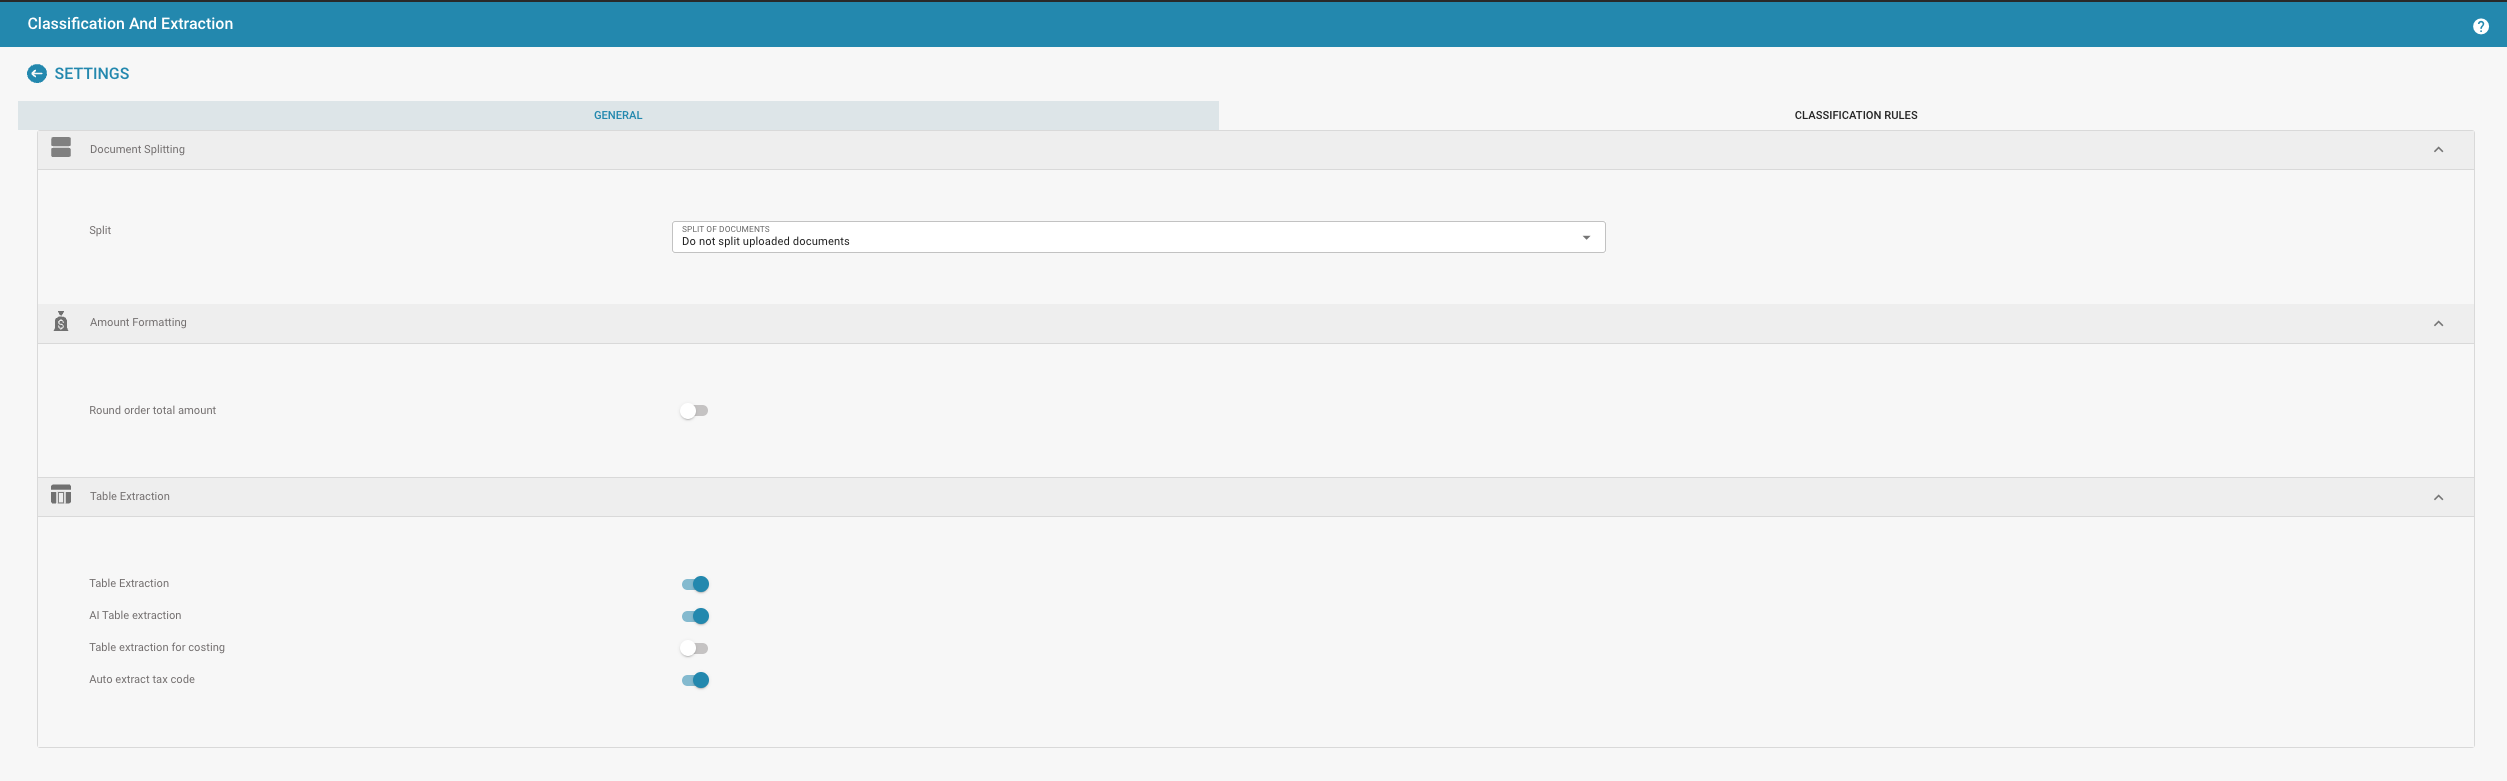 Classification And Extraction
SETTINGS
GENERAL
CLASSIFICATION RULES
Document Splitting
Split
SPLIT OF DOCUMENTS
Do not split uploaded documents
Amount Formatting
Round order total amount
Table Extraction
Table Extraction
AI Table extraction
Table extraction for costing
Auto extract tax code